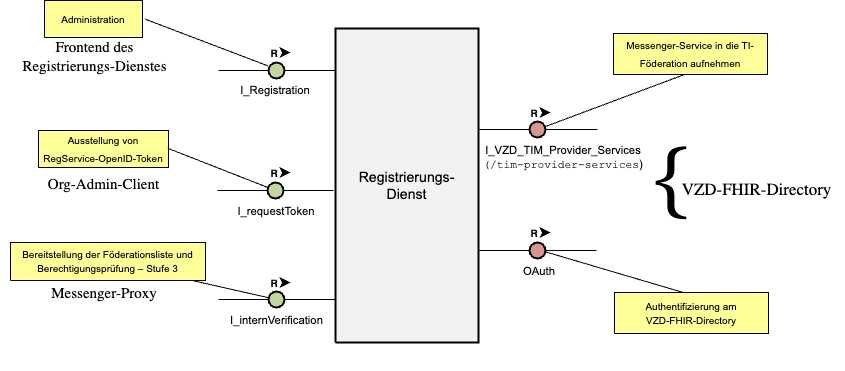 Administration
Frontend des
Registrierungs-Dienstes
R
I_Registration
Ausstellung von
RegService-OpenID-Token
Org-Admin-Client
R
I_requestToken
Bereitstellung der Föderationsliste und
Berechtigungsprüfung – Stufe 3
Messenger-Proxy
R
I_internVerification
Registrierungs-
Dienst
Messenger-Service in die TI-
Föderation aufnehmen
R
I_VZD_TIM_Provider_Services
(/tim-provider-services)
{
VZD-FHIR-Directory
R
OAuth
Authentifizierung am
VZD-FHIR-Directory